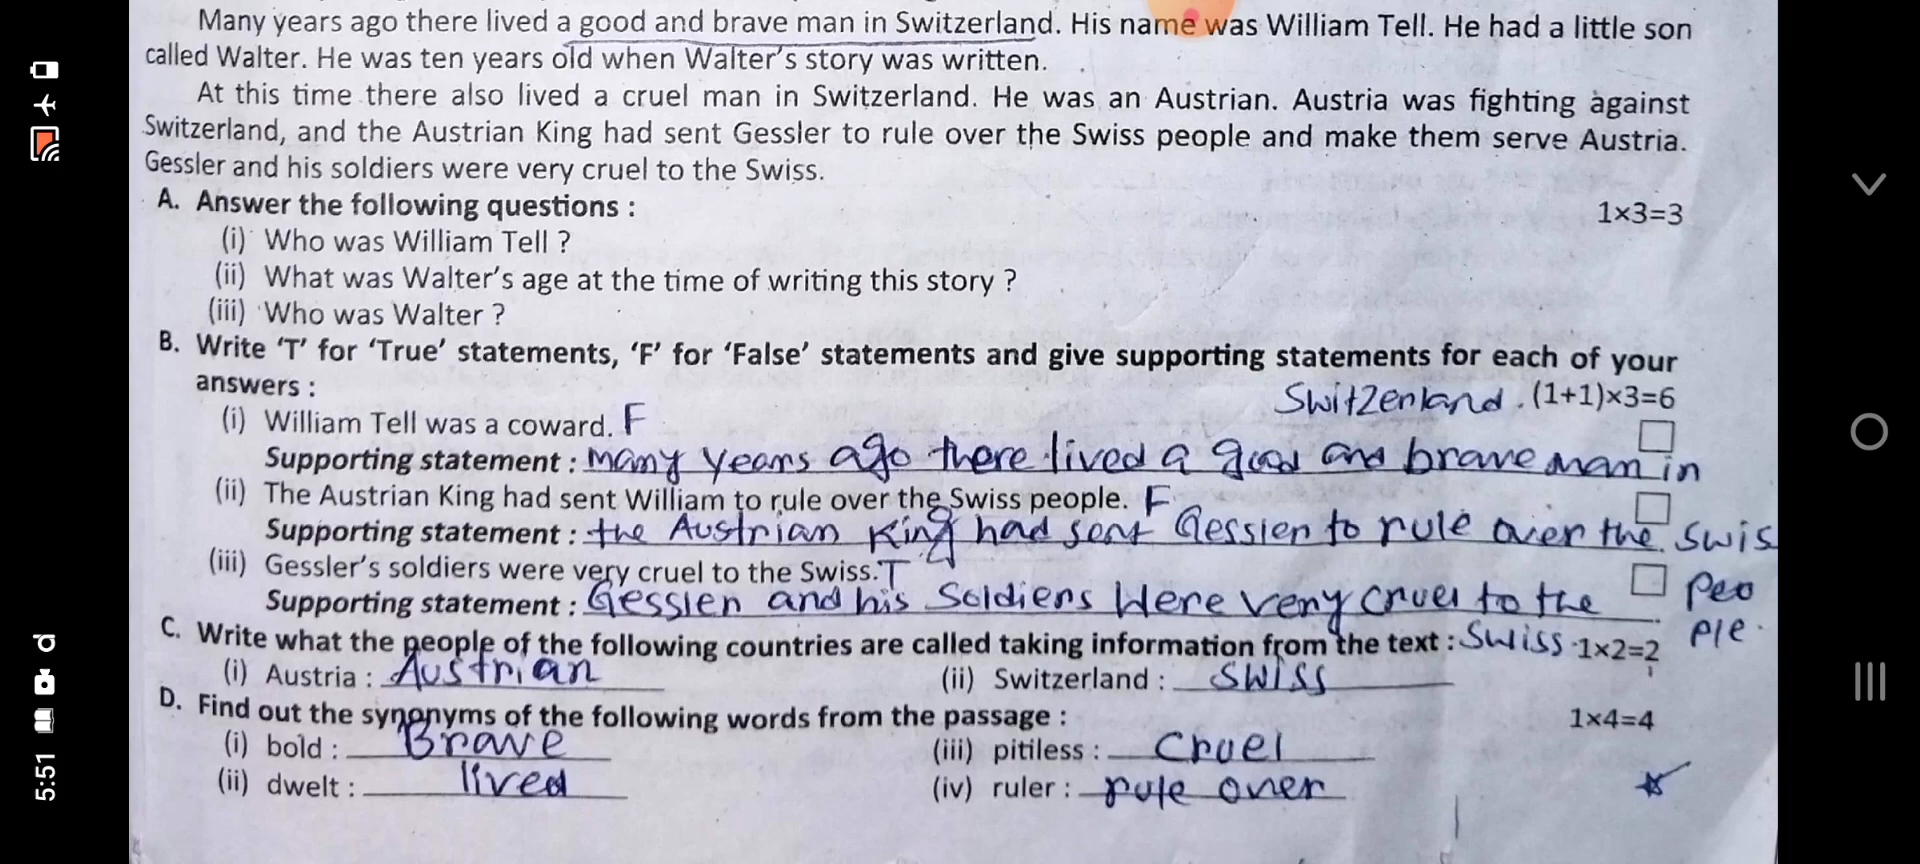 Many years ago there lived a good and brave man in Switzerland. His name was William Tell. He had a little son
called Walter. He was ten years old when Walter's story was written.
At this time there also lived a cruel man in Switzerland. He was an Austrian. Austria was fighting against
Switzerland, and the Austrian King had sent Gessler to rule over the Swiss people and make them serve Austria.
Gessler and his soldiers were very cruel to the Swiss.
A. Answer the following questions : 1×3=3
(i) Who was William Tell ?
(ii) What was Walter's age at the time of writing this story ?
(iii) Who was Walter ?
B. Write 'T' for 'True' statements, 'F' for 'False' statements and give supporting statements for each of your
answers : Switzerland. (1+1)×3=6
(i) William Tell was a coward. F
Supporting statement : many years ago there lived a good and brave man in
(ii) The Austrian King had sent William to rule over the Swiss people. F
Supporting statement : the Austrian King had sent Gessler to rule over the swis
(iii) Gessler's soldiers were very cruel to the Swiss. T Peo
Supporting statement : Gessler and his Soldiers were very cruel to the
ple.
C. Write what the people of the following countries are called taking information from the text : Swiss 1×2=2
(i) Austria : Austrian (ii) Switzerland : swiss
D. Find out the synonyms of the following words from the passage : 1×4=4
(i) bold : Brave (iii) pitiless : Cruel
(ii) dwelt : lived (iv) ruler : rule over
5:51